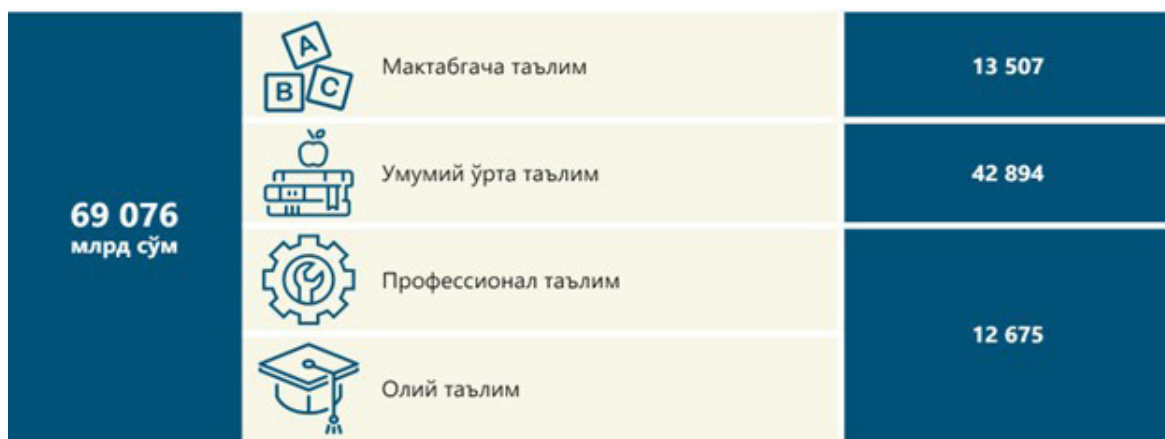 69 076
млрд сўм
A
B C
Мактабгача таълим
13 507
Умумий ўрта таълим
42 894
Профессионал таълим
Олий таълим
12 675